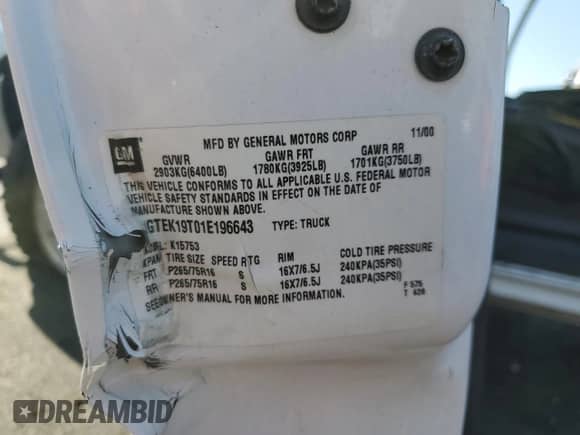 GM
MFD BY GENERAL MOTORS CORP 11/00
GVWR GAWR FRT GAWR RR
2903KG(6400LB) 1780KG(3925LB) 1701KG(3750LB)
THIS VEHICLE CONFORMS TO ALL APPLICABLE U.S. FEDERAL MOTOR
VEHICLE SAFETY STANDARDS IN EFFECT ON THE DATE OF
MANUFACTURE SHOWN ABOVE.
GTEK19T01E196643 TYPE: TRUCK
K15753
TIRE SIZE SPEED RTG RIM COLD TIRE PRESSURE
FRT P265/75R16 S 16X7/6.5J 240KPA(35PSI)
RR P265/75R16 S 16X7/6.5J 240KPA(35PSI)
SEE OWNER'S MANUAL FOR MORE INFORMATION.
DREAMBID